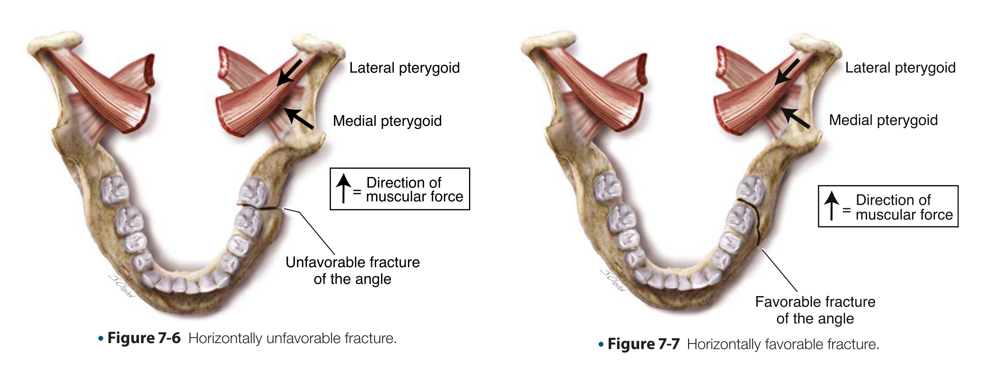 Lateral pterygoid
Medial pterygoid
= Direction of
muscular force
Unfavorable fracture
of the angle
J.CHOVAN
• Figure 7-6 Horizontally unfavorable fracture.
Lateral pterygoid
Medial pterygoid
= Direction of
muscular force
J.CHOVAN
Favorable fracture
of the angle
• Figure 7-7 Horizontally favorable fracture.